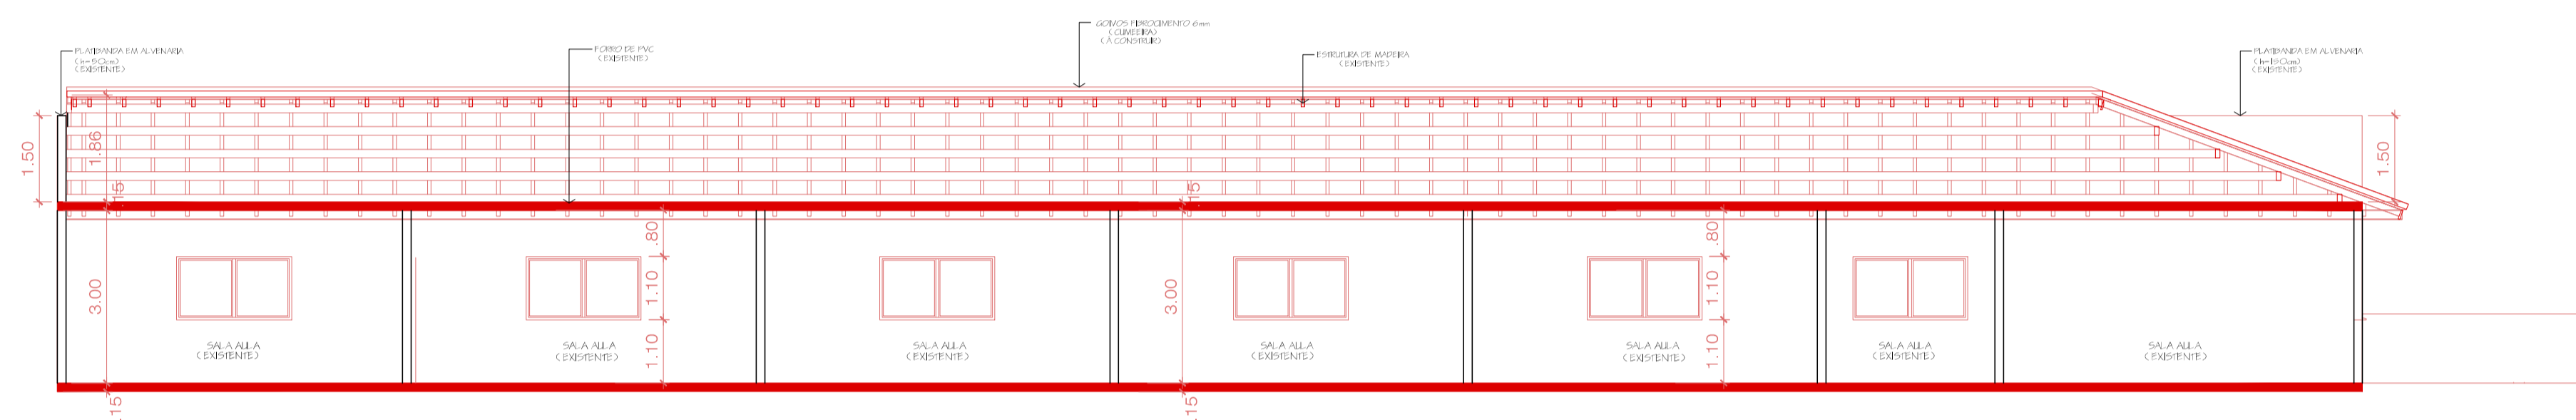 GOIVOS FIBROCIMENTO 6mm
(CUMEEIRA)
(À CONSTRUIR)
PLATIBANDA EM ALVENARIA
(h=50cm)
(EXISTENTE)
FORRO DE PVC
(EXISTENTE)
ESTRUTURA DE MADEIRA
(EXISTENTE)
PLATIBANDA EM ALVENARIA
(h=190cm)
(EXISTENTE)
1.50
1.86
.15
.15
1.50
3.00
.80
1.10
1.10
3.00
.80
1.10
1.10
SALA AULA
(EXISTENTE)
SALA AULA
(EXISTENTE)
SALA AULA
(EXISTENTE)
SALA AULA
(EXISTENTE)
SALA AULA
(EXISTENTE)
SALA AULA
(EXISTENTE)
SALA AULA
(EXISTENTE)
.15
.15